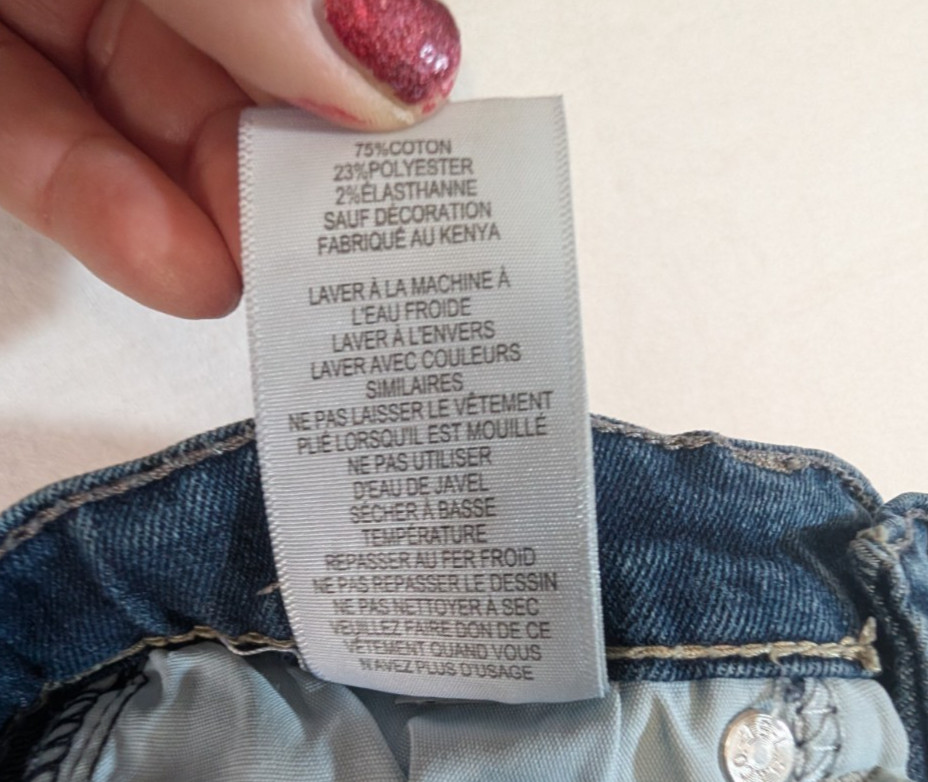 75%COTON
23%POLYESTER
2%ÉLASTHANNE
SAUF DÉCORATION
FABRIQUÉ AU KENYA
LAVER À LA MACHINE À
L'EAU FROIDE
LAVER À L'ENVERS
LAVER AVEC COULEURS
SIMILAIRES
NE PAS LAISSER LE VÊTEMENT
PLIÉ LORSQU'IL EST MOUILLÉ
NE PAS UTILISER
D'EAU DE JAVEL
SÉCHER À BASSE
TEMPÉRATURE
REPASSER AU FER FROID
NE PAS REPASSER LE DESSIN
NE PAS NETTOYER A SEC
VEUILLEZ FAIRE DON DE CE
VÊTEMENT QUAND VOUS
N'AVEZ PLUS D'USAGE